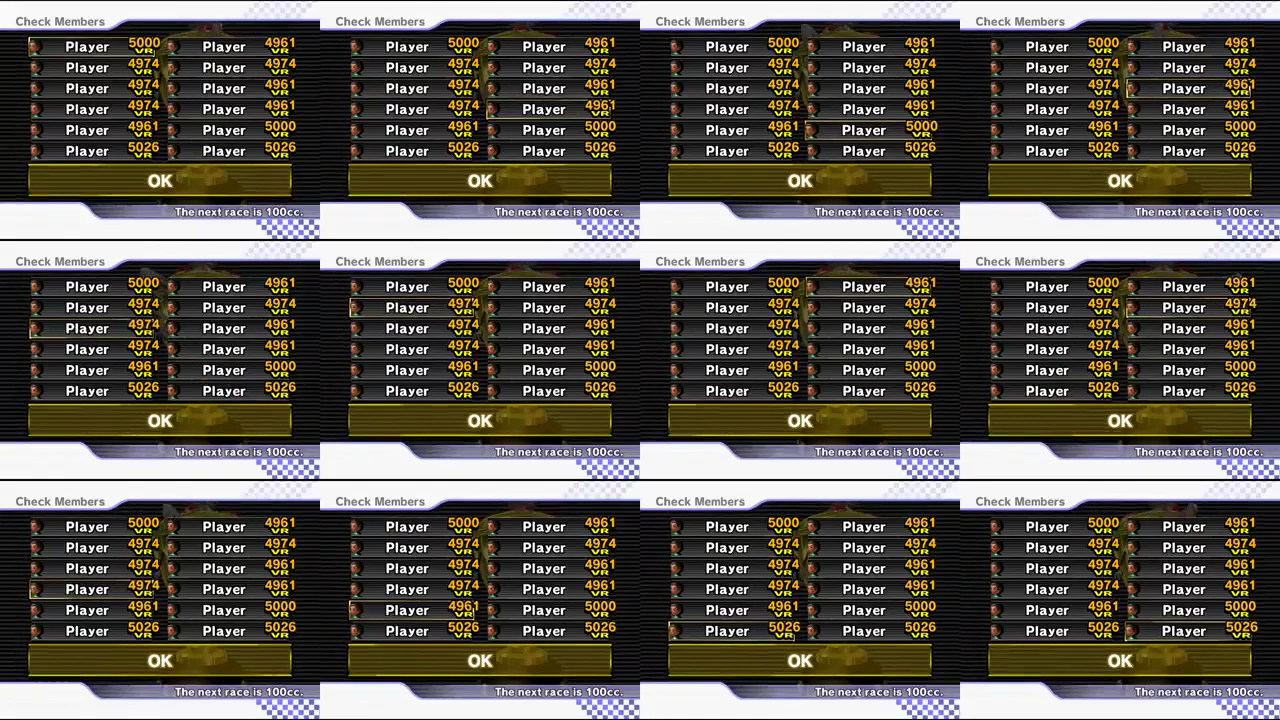 Check Members
Player 5000 VR Player 4961 VR
Player 4974 VR Player 4974 VR
Player 4974 VR Player 4961 VR
Player 4974 VR Player 4961 VR
Player 4961 VR Player 5000 VR
Player 5026 VR Player 5026 VR
OK
The next race is 100cc.
Check Members
Player 5000 VR Player 4961 VR
Player 4974 VR Player 4974 VR
Player 4974 VR Player 4961 VR
Player 4974 VR Player 4961 VR
Player 4961 VR Player 5000 VR
Player 5026 VR Player 5026 VR
OK
The next race is 100cc.
Check Members
Player 5000 VR Player 4961 VR
Player 4974 VR Player 4974 VR
Player 4974 VR Player 4961 VR
Player 4974 VR Player 4961 VR
Player 4961 VR Player 5000 VR
Player 5026 VR Player 5026 VR
OK
The next race is 100cc.
Check Members
Player 5000 VR Player 4961 VR
Player 4974 VR Player 4974 VR
Player 4974 VR Player 4961 VR
Player 4974 VR Player 4961 VR
Player 4961 VR Player 5000 VR
Player 5026 VR Player 5026 VR
OK
The next race is 100cc.
Check Members
Player 5000 VR Player 4961 VR
Player 4974 VR Player 4974 VR
Player 4974 VR Player 4961 VR
Player 4974 VR Player 4961 VR
Player 4961 VR Player 5000 VR
Player 5026 VR Player 5026 VR
OK
The next race is 100cc.
Check Members
Player 5000 VR Player 4961 VR
Player 4974 VR Player 4974 VR
Player 4974 VR Player 4961 VR
Player 4974 VR Player 4961 VR
Player 4961 VR Player 5000 VR
Player 5026 VR Player 5026 VR
OK
The next race is 100cc.
Check Members
Player 5000 VR Player 4961 VR
Player 4974 VR Player 4974 VR
Player 4974 VR Player 4961 VR
Player 4974 VR Player 4961 VR
Player 4961 VR Player 5000 VR
Player 5026 VR Player 5026 VR
OK
The next race is 100cc.
Check Members
Player 5000 VR Player 4961 VR
Player 4974 VR Player 4974 VR
Player 4974 VR Player 4961 VR
Player 4974 VR Player 4961 VR
Player 4961 VR Player 5000 VR
Player 5026 VR Player 5026 VR
OK
The next race is 100cc.
Check Members
Player 5000 VR Player 4961 VR
Player 4974 VR Player 4974 VR
Player 4974 VR Player 4961 VR
Player 4974 VR Player 4961 VR
Player 4961 VR Player 5000 VR
Player 5026 VR Player 5026 VR
OK
The next race is 100cc.
Check Members
Player 5000 VR Player 4961 VR
Player 4974 VR Player 4974 VR
Player 4974 VR Player 4961 VR
Player 4974 VR Player 4961 VR
Player 4961 VR Player 5000 VR
Player 5026 VR Player 5026 VR
OK
The next race is 100cc.
Check Members
Player 5000 VR Player 4961 VR
Player 4974 VR Player 4974 VR
Player 4974 VR Player 4961 VR
Player 4974 VR Player 4961 VR
Player 4961 VR Player 5000 VR
Player 5026 VR Player 5026 VR
OK
The next race is 100cc.
Check Members
Player 5000 VR Player 4961 VR
Player 4974 VR Player 4974 VR
Player 4974 VR Player 4961 VR
Player 4974 VR Player 4961 VR
Player 4961 VR Player 5000 VR
Player 5026 VR Player 5026 VR
OK
The next race is 100cc.